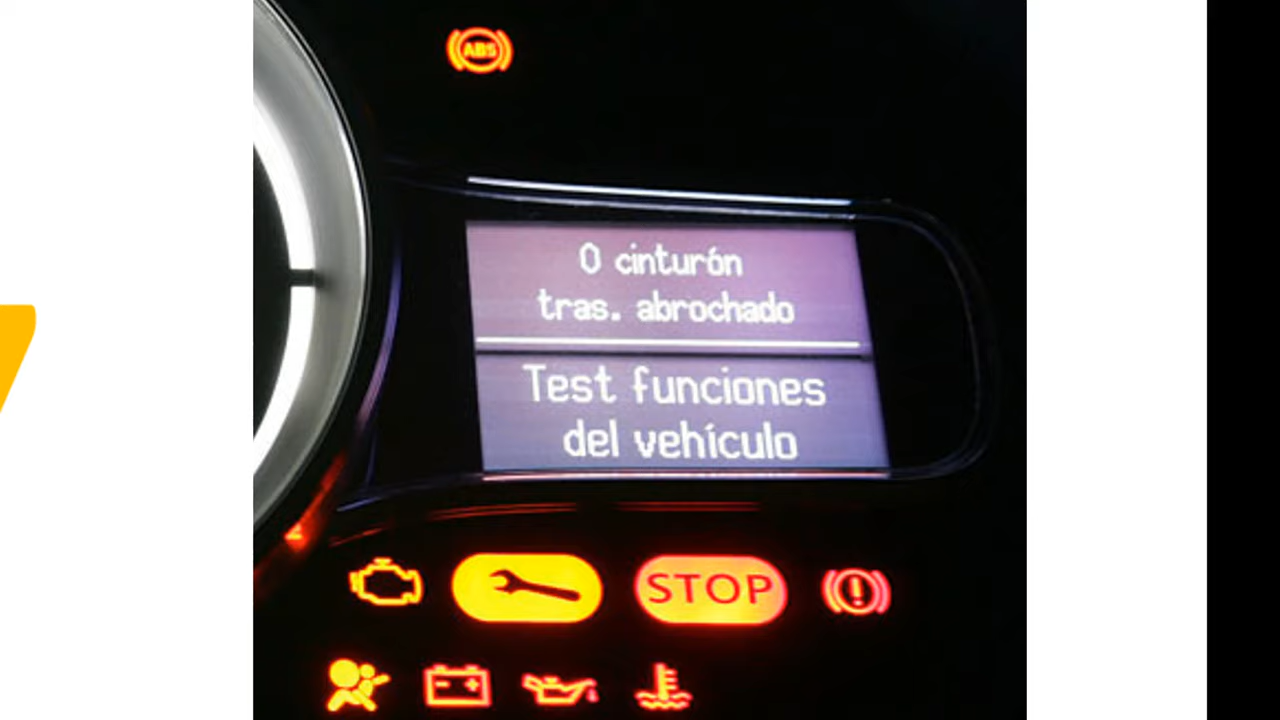 ABS
0 cinturón
tras. abrochado
Test funciones
del vehículo
STOP